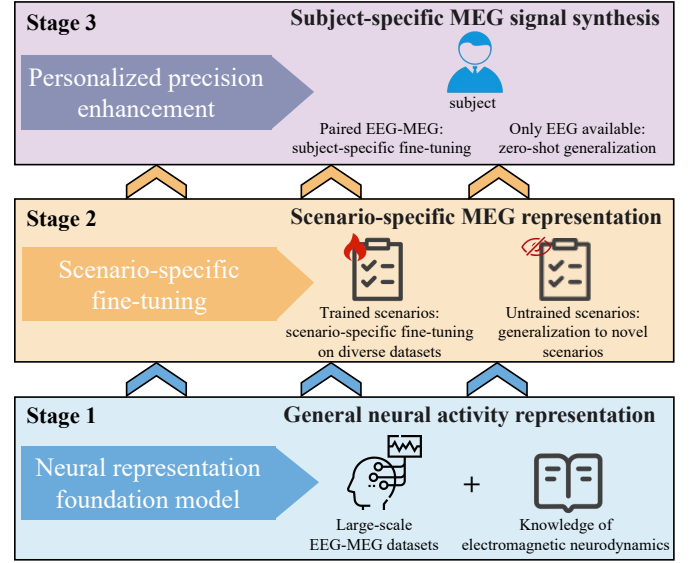 Stage 3
Subject-specific MEG signal synthesis
Personalized precision
enhancement
subject
Paired EEG-MEG:
subject-specific fine-tuning
Only EEG available:
zero-shot generalization
Stage 2
Scenario-specific MEG representation
Scenario-specific
fine-tuning
Trained scenarios:
scenario-specific fine-tuning
on diverse datasets
Untrained scenarios:
generalization to novel
scenarios
Stage 1
General neural activity representation
Neural representation
foundation model
+
Large-scale
EEG-MEG datasets
Knowledge of
electromagnetic neurodynamics